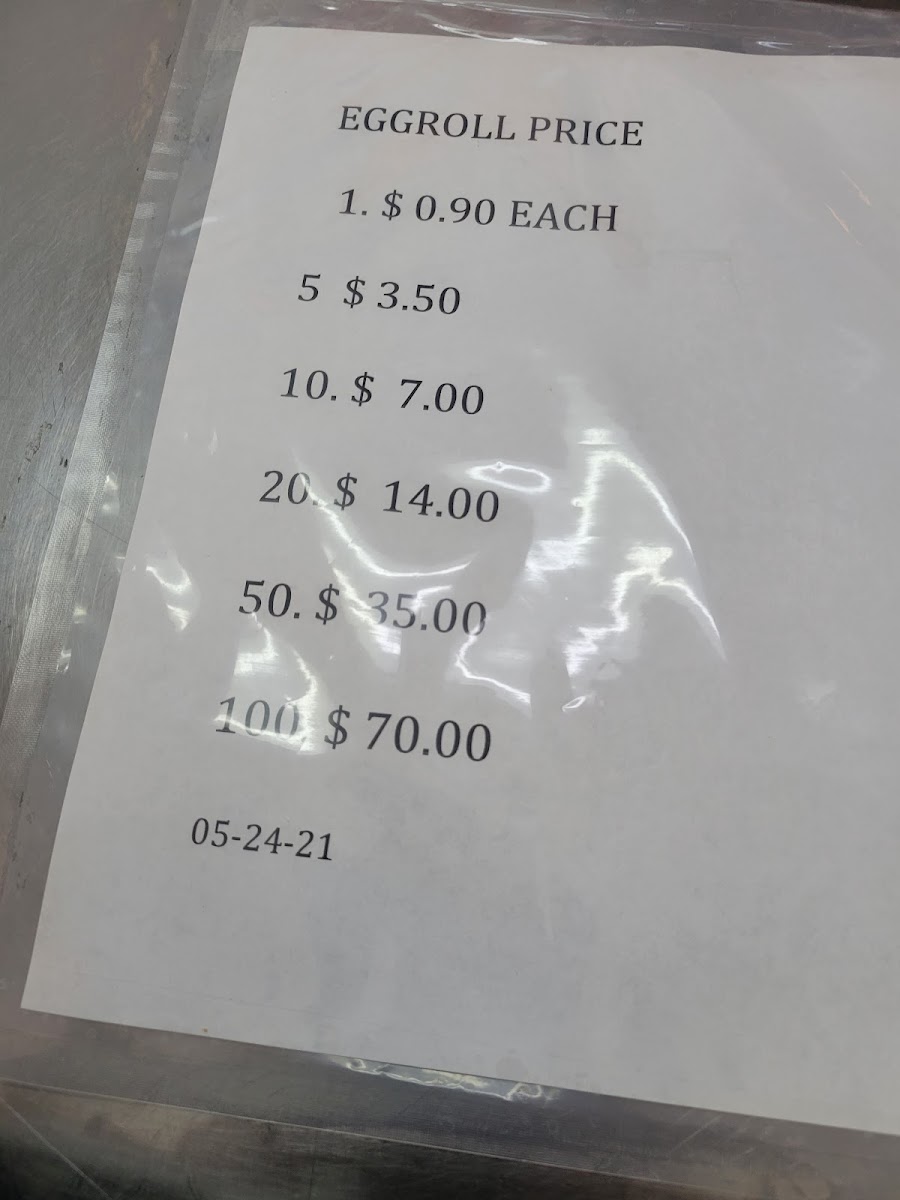 EGGROLL PRICE
1. $ 0.90 EACH
5 $ 3.50
10. $ 7.00
20. $ 14.00
50. $ 35.00
100. $ 70.00
05-24-21